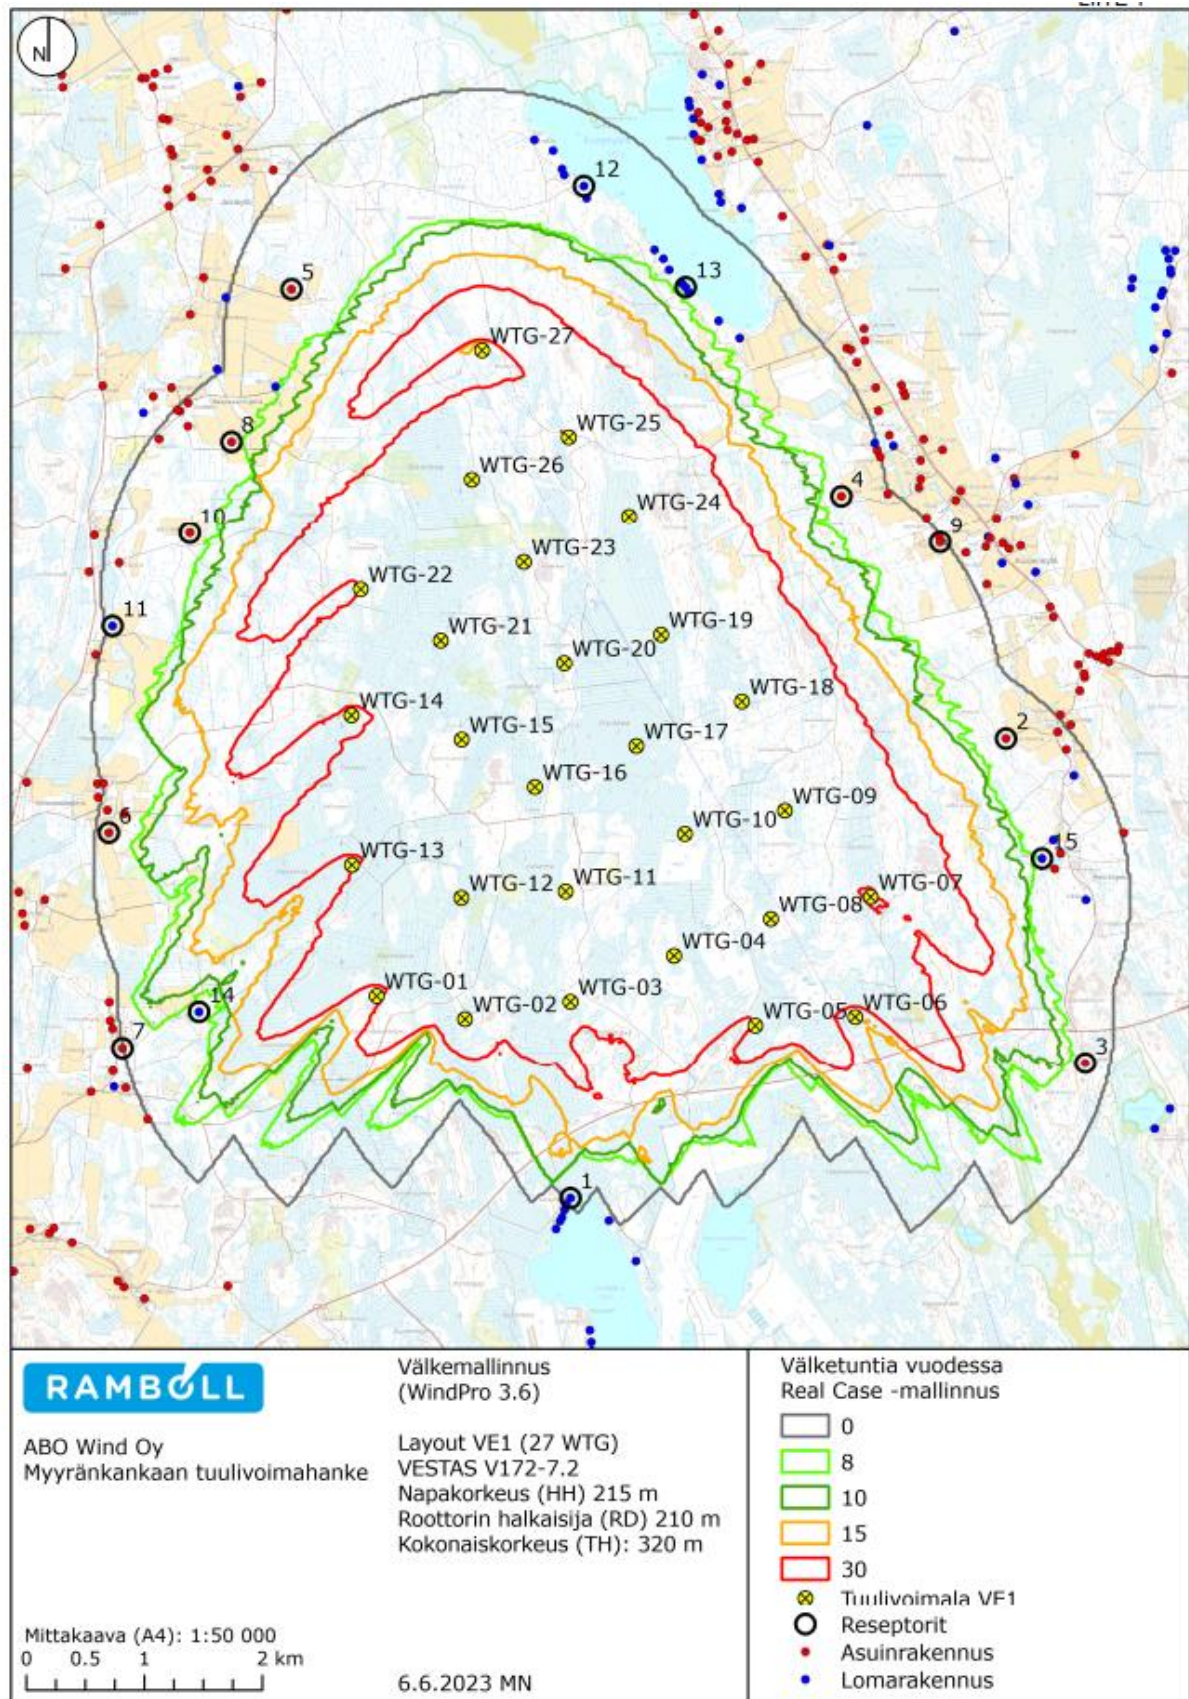 N
12
5
13
WTG-27
8
WTG-25
WTG-26
4
WTG-24
10
9
WTG-23
WTG-22
11
WTG-21
WTG-19
WTG-20
WTG-18
WTG-14
2
WTG-15
WTG-17
WTG-16
WTG-09
6
WTG-10
15
WTG-13
WTG-12
WTG-11
WTG-07
WTG-08
WTG-04
WTG-01
WTG-02
WTG-03
WTG-05
WTG-06
14
7
3
1
RAMBOLL
ABO Wind Oy
Myyränkankaan tuulivoimahanke
Mittakaava (A4): 1:50 000
0 0.5 1 2 km
Välkemallinnus
(WindPro 3.6)
Layout VE1 (27 WTG)
VESTAS V172-7.2
Napakorkeus (HH) 215 m
Roottorin halkaisija (RD) 210 m
Kokonaiskorkeus (TH): 320 m
6.6.2023 MN
Välketuntia vuodessa
Real Case -mallinnus
0
8
10
15
30
Tuulivoimala VE1
Reseptorit
Asuinrakennus
Lomarakennus